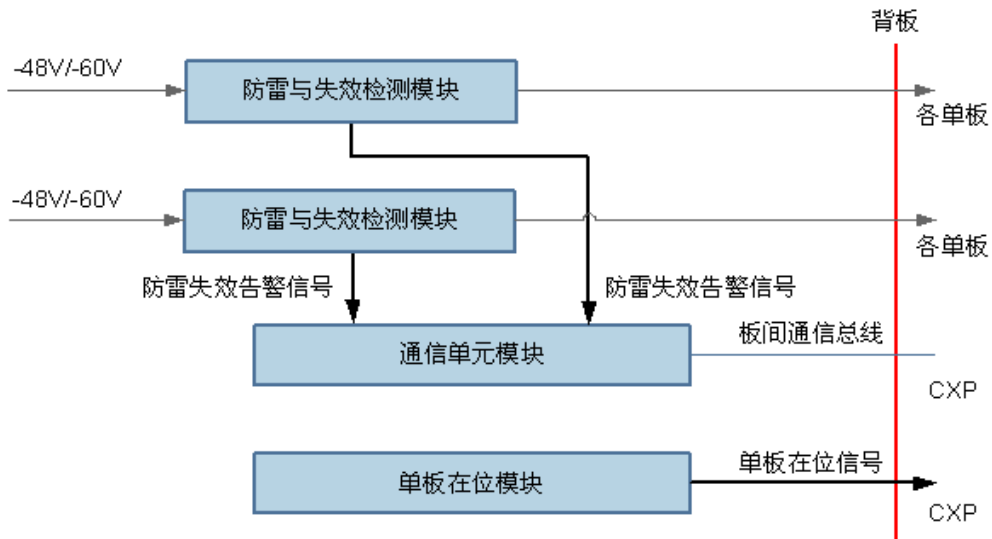 背板
-48V/-60V
防雷与失效检测模块
各单板
-48V/-60V
防雷与失效检测模块
各单板
防雷失效告警信号
防雷失效告警信号
通信单元模块
板间通信总线
CXP
单板在位模块
单板在位信号
CXP